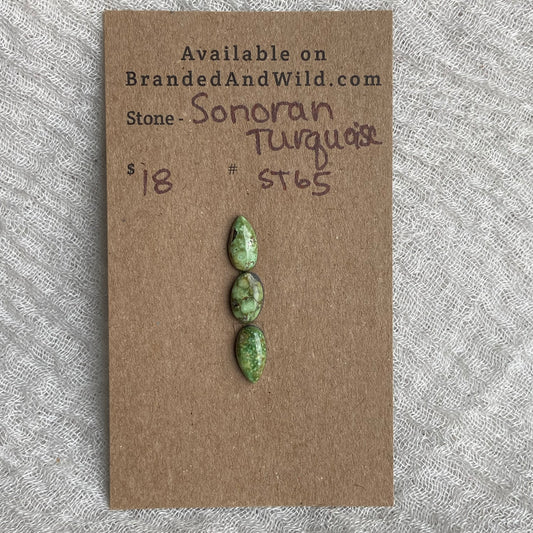 Available on
BrandedAndWild.com
Stone - Sonoran
Turquoise
$ 18 # ST65